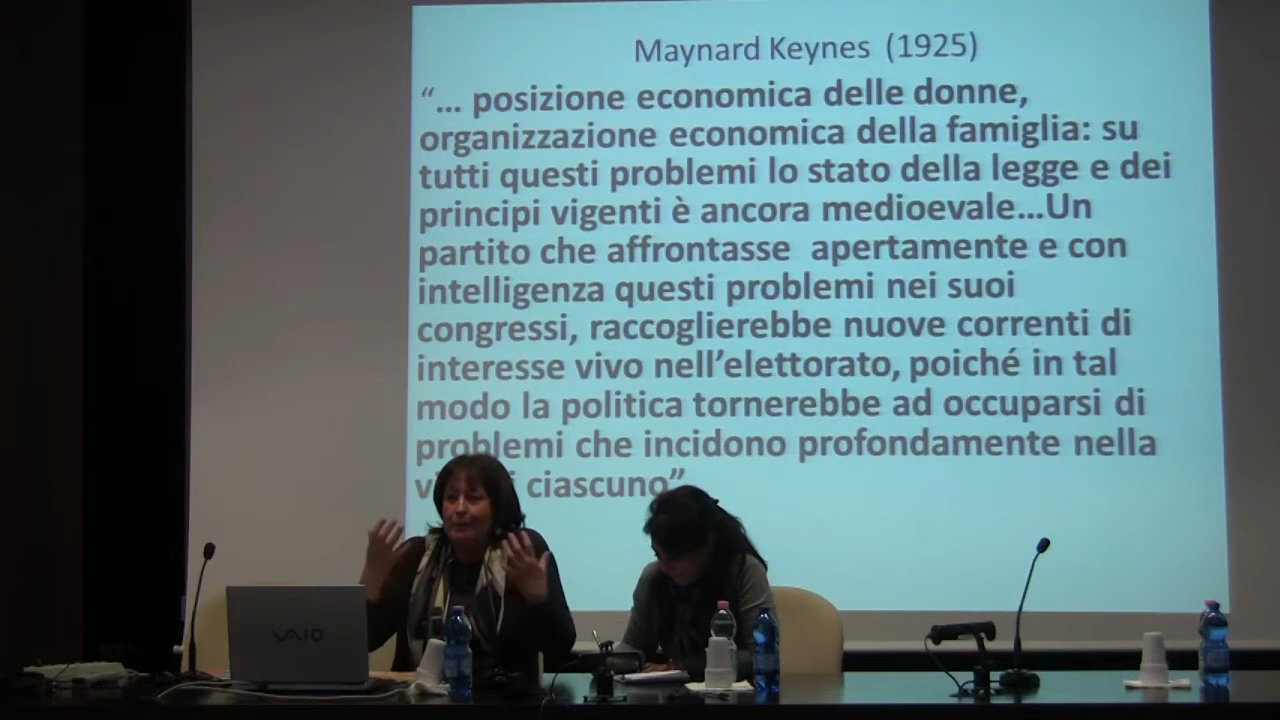 Maynard Keynes (1925)
“… posizione economica delle donne,
organizzazione economica della famiglia: su
tutti questi problemi lo stato della legge e dei
principi vigenti è ancora medioevale…Un
partito che affrontasse apertamente e con
intelligenza questi problemi nei suoi
congressi, raccoglierebbe nuove correnti di
interesse vivo nell’elettorato, poiché in tal
modo la politica tornerebbe ad occuparsi di
problemi che incidono profondamente nella
ciascuno”
VAIO